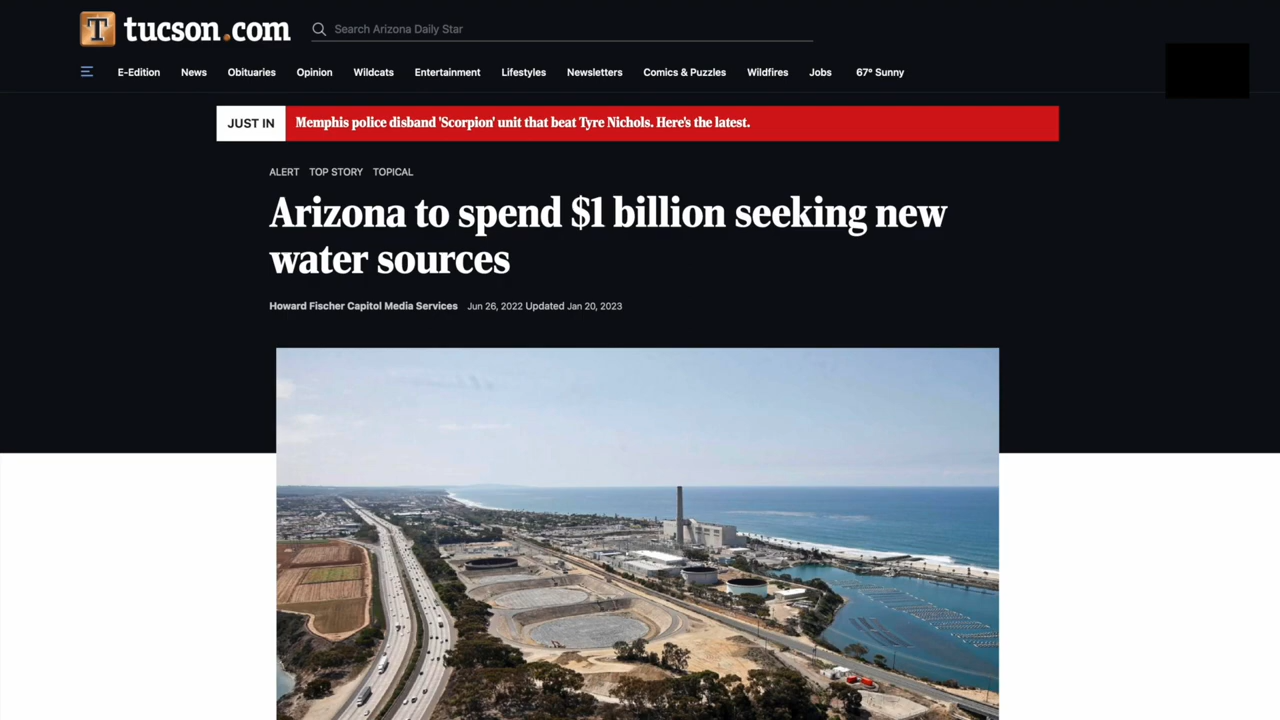 T tucson.com
Search Arizona Daily Star
E-Edition News Obituaries Opinion Wildcats Entertainment Lifestyles Newsletters Comics & Puzzles Wildfires Jobs 67° Sunny
JUST IN Memphis police disband 'Scorpion' unit that beat Tyre Nichols. Here's the latest.
ALERT TOP STORY TOPICAL
Arizona to spend $1 billion seeking new
water sources
Howard Fischer Capitol Media Services Jun 26, 2022 Updated Jan 20, 2023